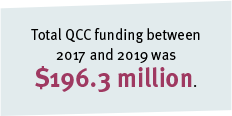 Total QCC funding between
2017 and 2019 was
$196.3 million.